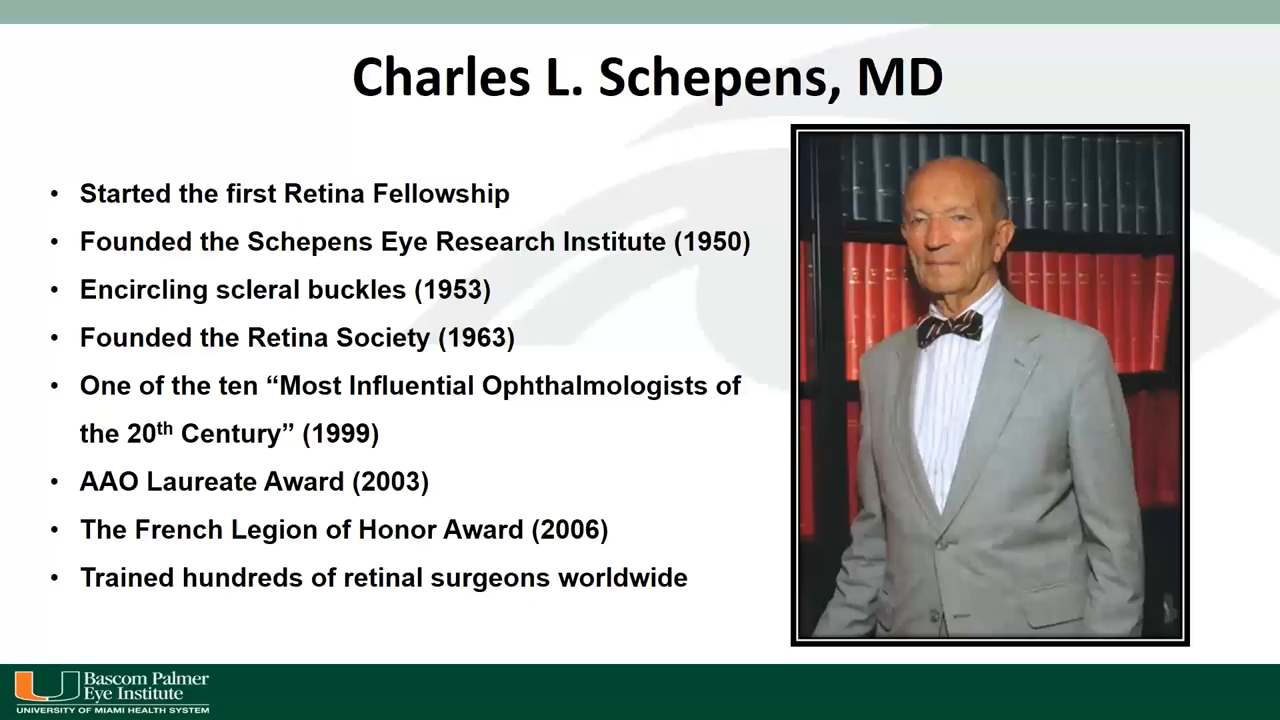 Charles L. Schepens, MD
• Started the first Retina Fellowship
• Founded the Schepens Eye Research Institute (1950)
• Encircling scleral buckles (1953)
• Founded the Retina Society (1963)
• One of the ten “Most Influential Ophthalmologists of
the 20th Century” (1999)
• AAO Laureate Award (2003)
• The French Legion of Honor Award (2006)
• Trained hundreds of retinal surgeons worldwide
Bascom Palmer
Eye Institute
UNIVERSITY OF MIAMI HEALTH SYSTEM